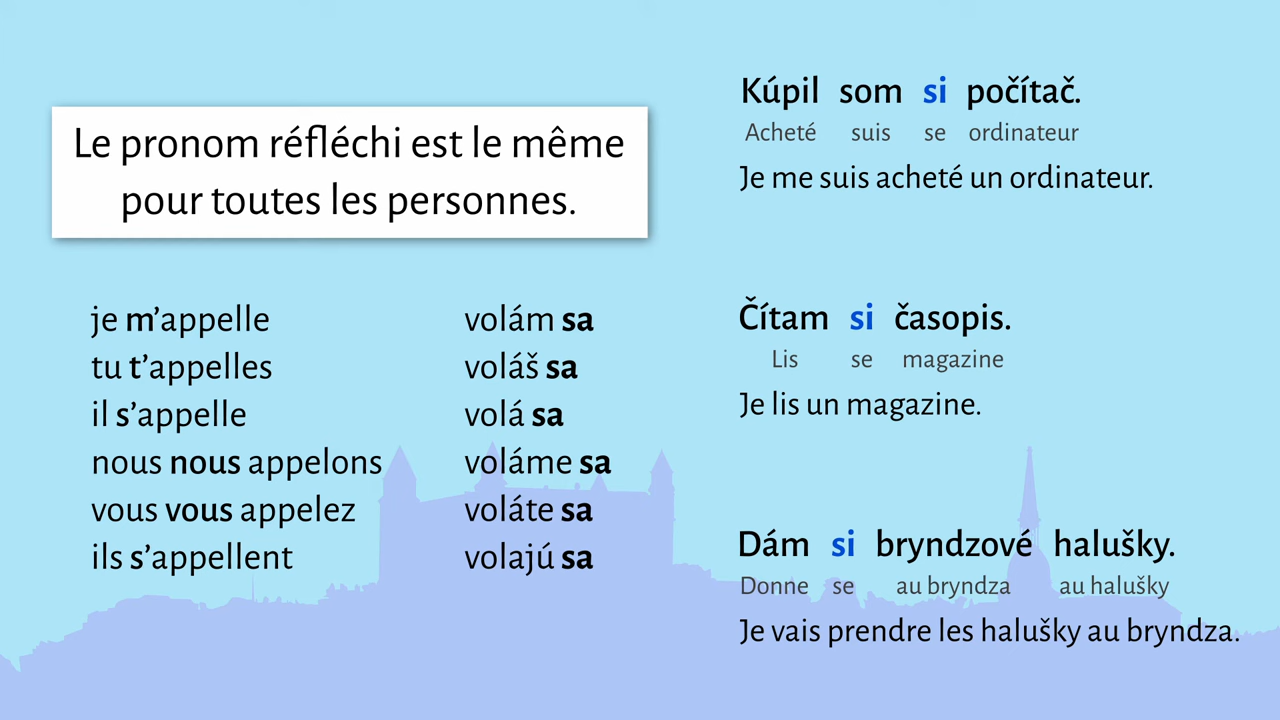 Le pronom réfléchi est le même
pour toutes les personnes.
je m'appelle volám sa
tu t'appelles voláš sa
il s'appelle volá sa
nous nous appelons voláme sa
vous vous appelez voláte sa
ils s'appellent volajú sa
Kúpil som si počítač.
Acheté suis se ordinateur
Je me suis acheté un ordinateur.
Čítam si časopis.
Lis se magazine
Je lis un magazine.
Dám si bryndzové halušky.
Donne se au bryndza au halušky
Je vais prendre les halušky au bryndza.